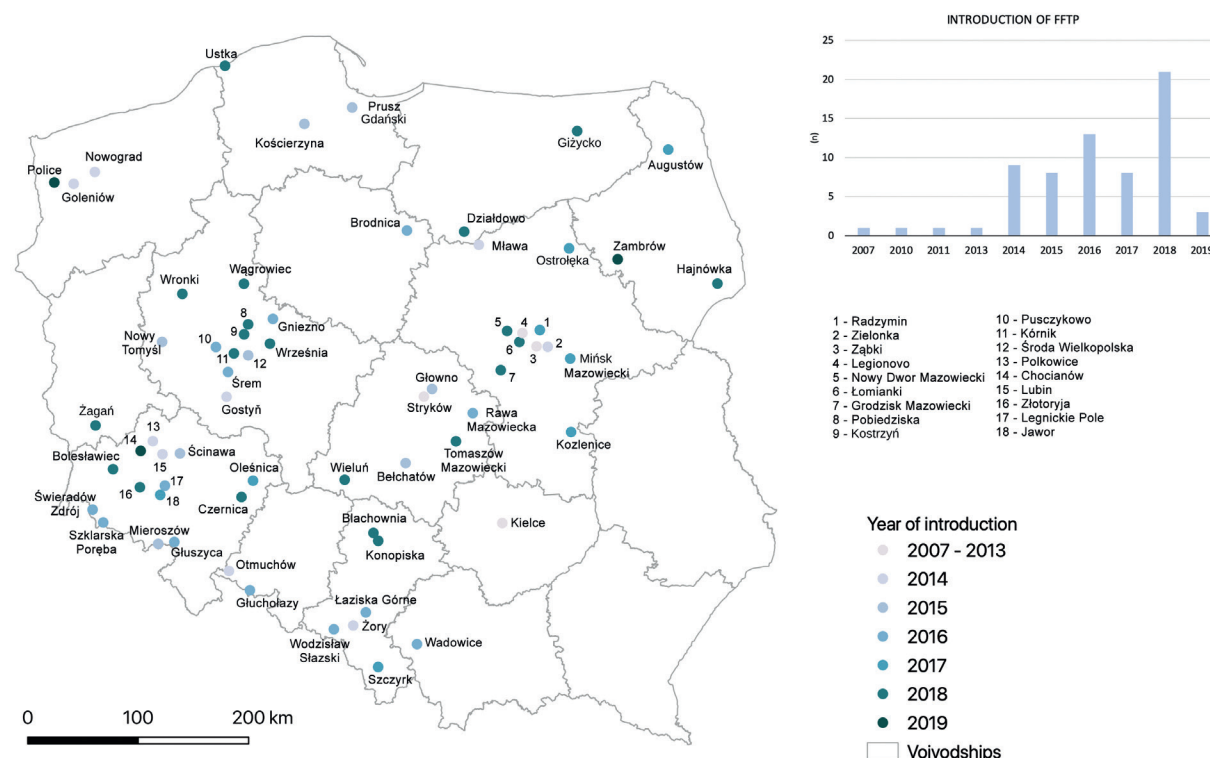 INTRODUCTION OF FFTP
25
20
15
10
5
0
(n)
2007 2010 2011 2013 2014 2015 2016 2017 2018 2019
Ustka
Prusz
Gdański
Kościerzyna
Giżycko
Augustów
Nowograd
Police
Goleniów
Brodnica
Działdowo
Mława
Ostrołęka
Zambrów
Hajnówka
Wągrowiec
Wronki
8
9
10
11
12
Gniezno
Września
Nowy
Tomyśl
Śrem
Gostyń
5
4
1
6
3
2
7
Mińsk
Mazowiecki
Głowno
Stryków
Rawa
Mazowiecka
Kozlenice
Tomaszów
Mazowiecki
Bełchatów
Wieluń
Żagań
13
14
15
Ścinawa
Bolesławiec
16
17
18
Oleśnica
Czernica
Świeradów
Zdrój
Szklarska
Poręba
Mieroszów
Głuszyca
Blachownia
Konopiska
Kielce
Otmuchów
Głuchołazy
Łaziska Górne
Żory
Wodzisław
Słazski
Wadowice
Szczyrk
1 - Radzymin
2 - Zielonka
3 - Ząbki
4 - Legionovo
5 - Nowy Dwor Mazowiecki
6 - Łomianki
7 - Grodzisk Mazowiecki
8 - Pobiedziska
9 - Kostrzyń
10 - Pusczykowo
11 - Kórnik
12 - Środa Wielkopolska
13 - Polkowice
14 - Chocianów
15 - Lubin
16 - Złotoryja
17 - Legnickie Pole
18 - Jawor
Year of introduction
2007 - 2013
2014
2015
2016
2017
2018
2019
Voivodships
0 100 200 km